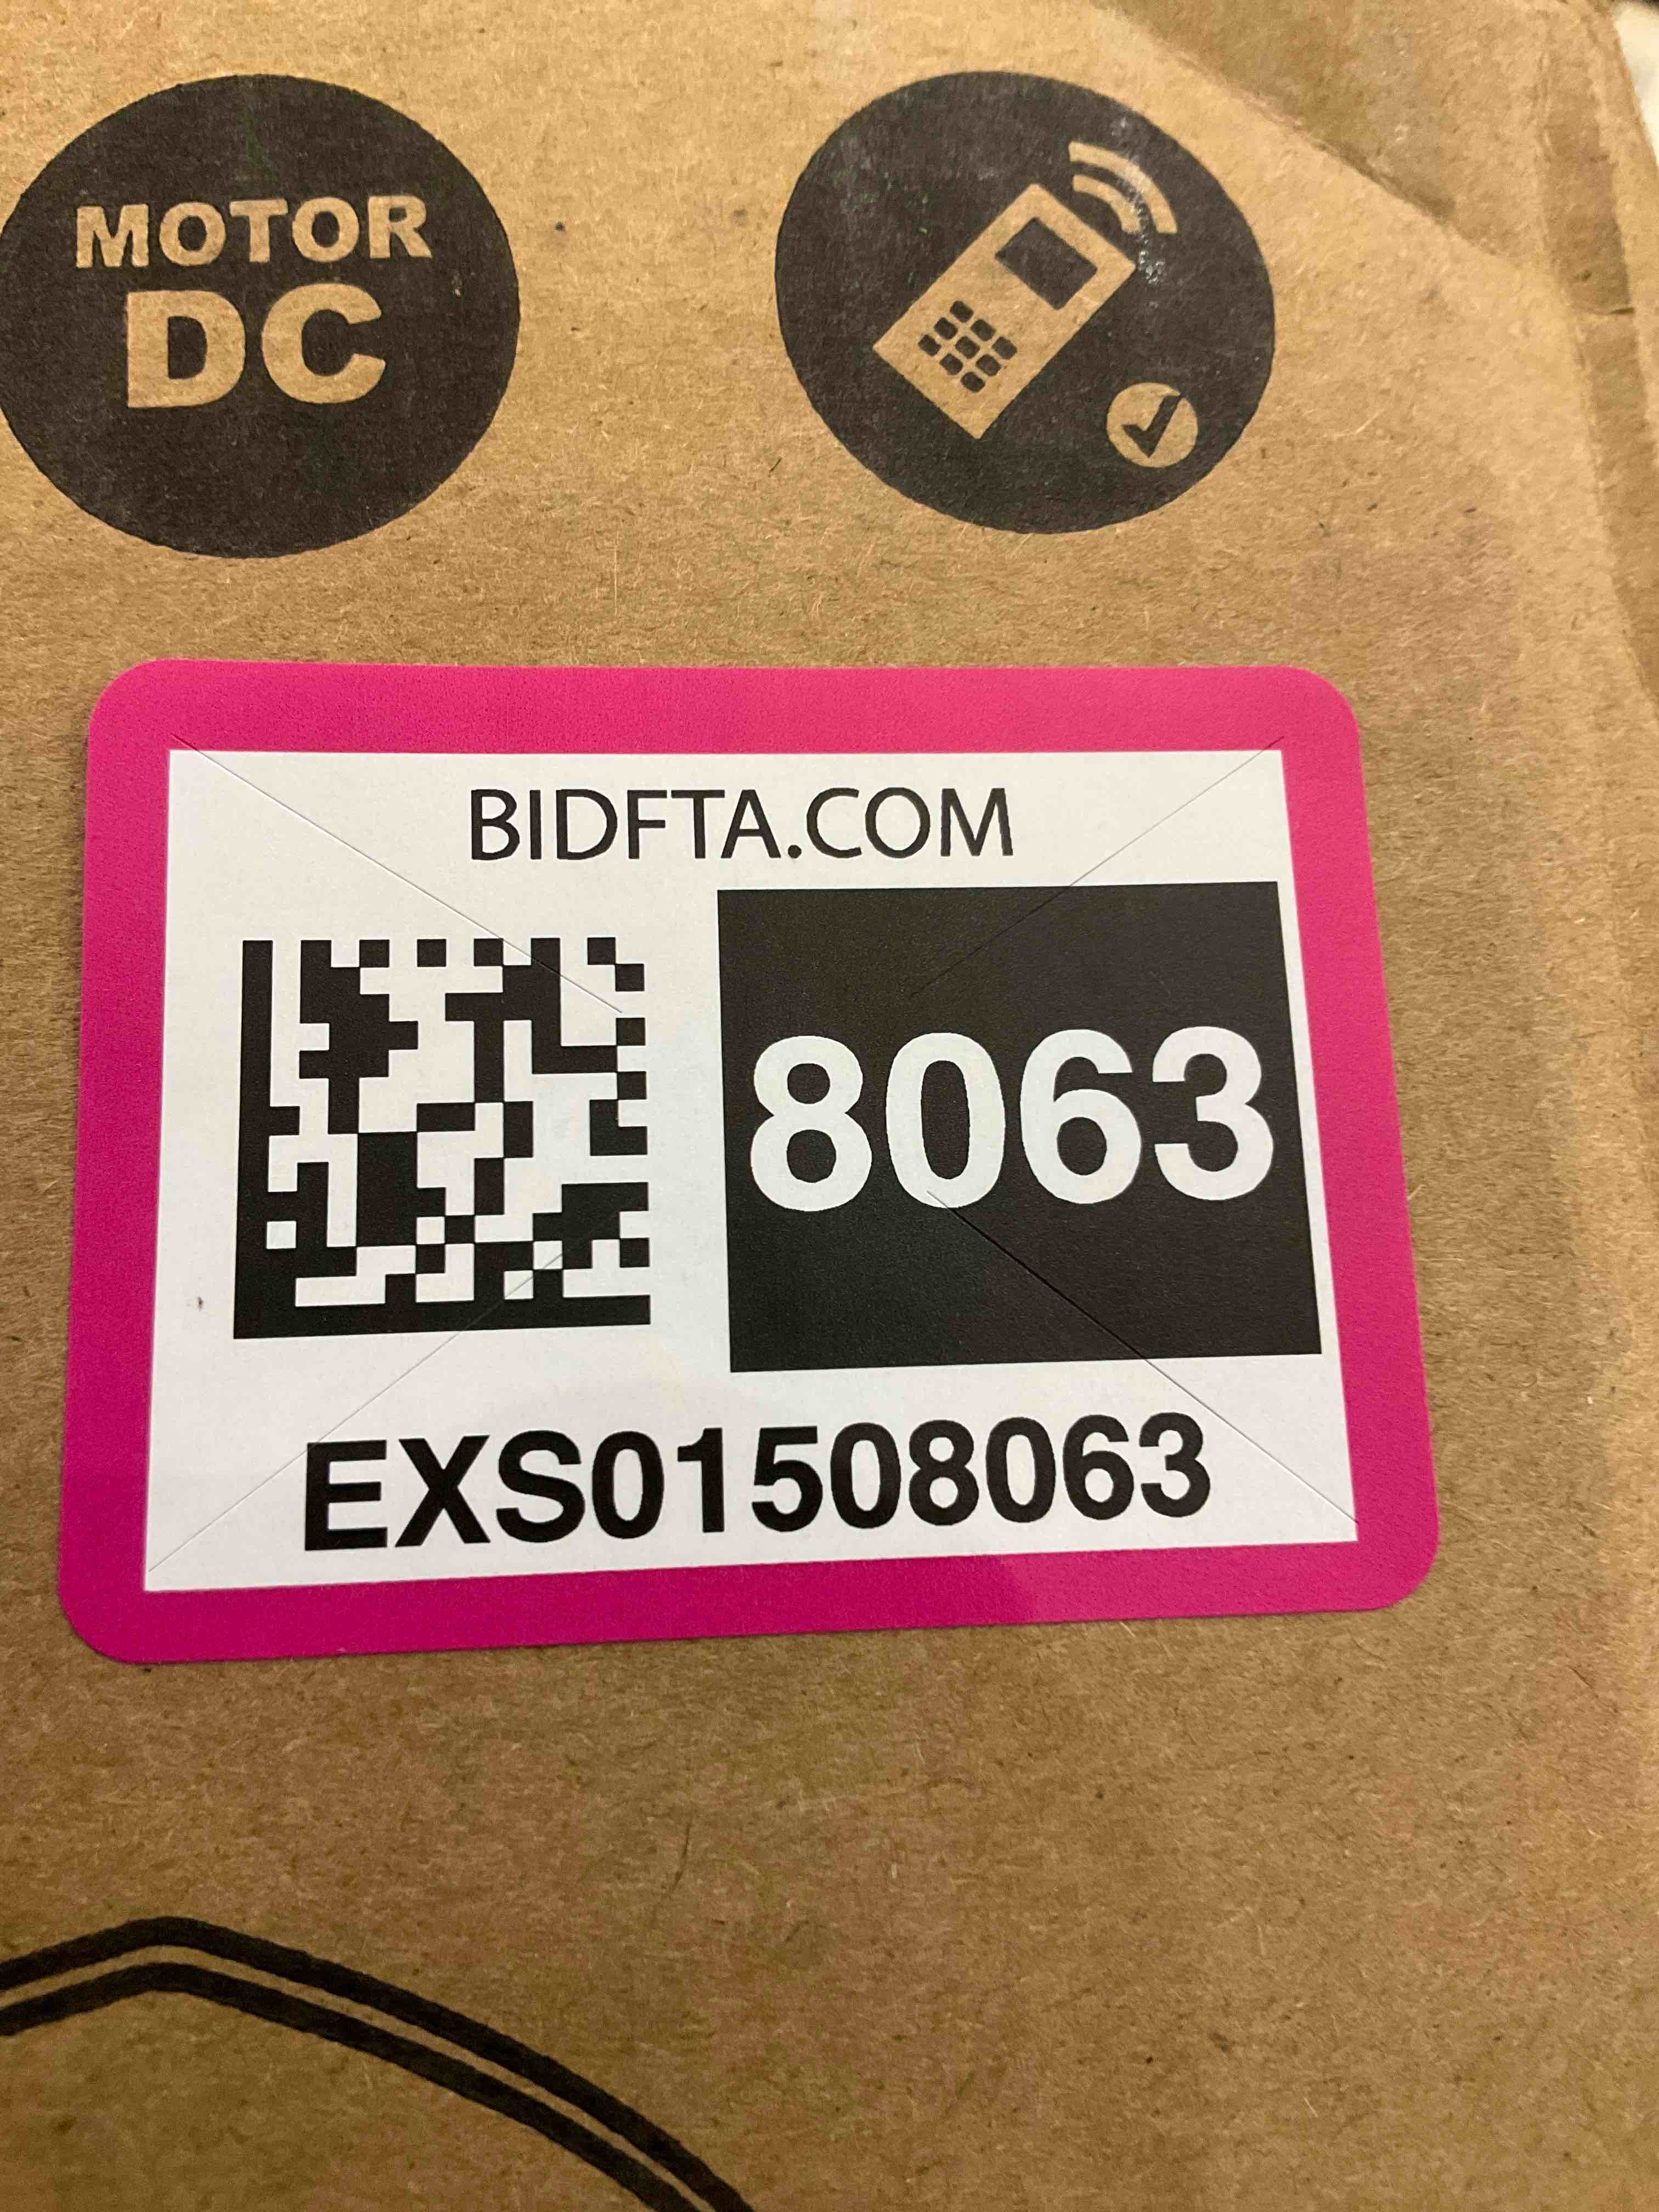 MOTOR
DC
BIDFTA.COM
8063
EXS01508063